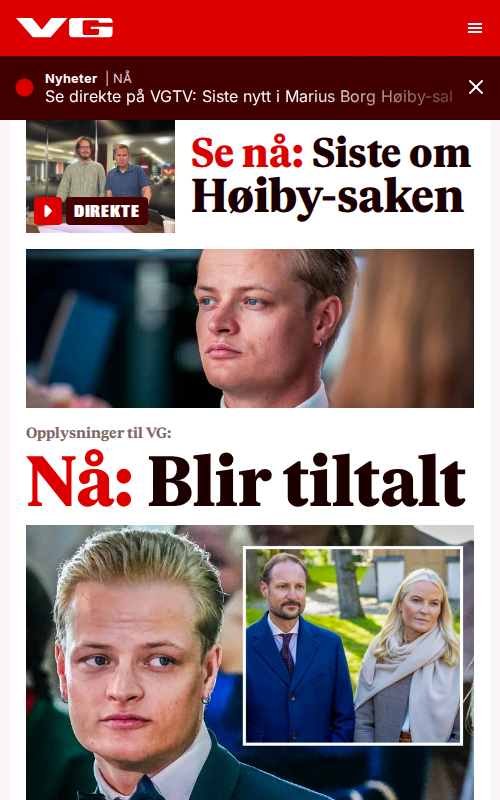 VG
Nyheter | NÅ
Se direkte på VGTV: Siste nytt i Marius Borg Høiby-sal
DIREKTE
Se nå: Siste om
Høiby-saken
Opplysninger til VG:
Nå: Blir tiltalt